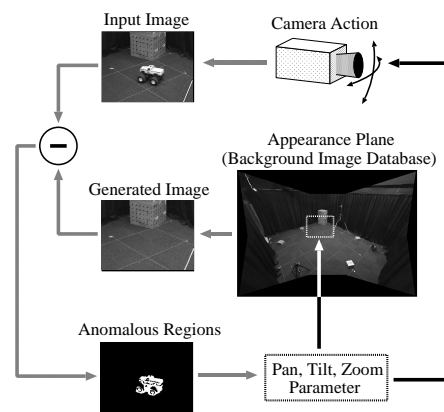 Input Image
Camera Action
Appearance Plane
(Background Image Database)
Generated Image
Anomalous Regions
Pan, Tilt, Zoom
Parameter